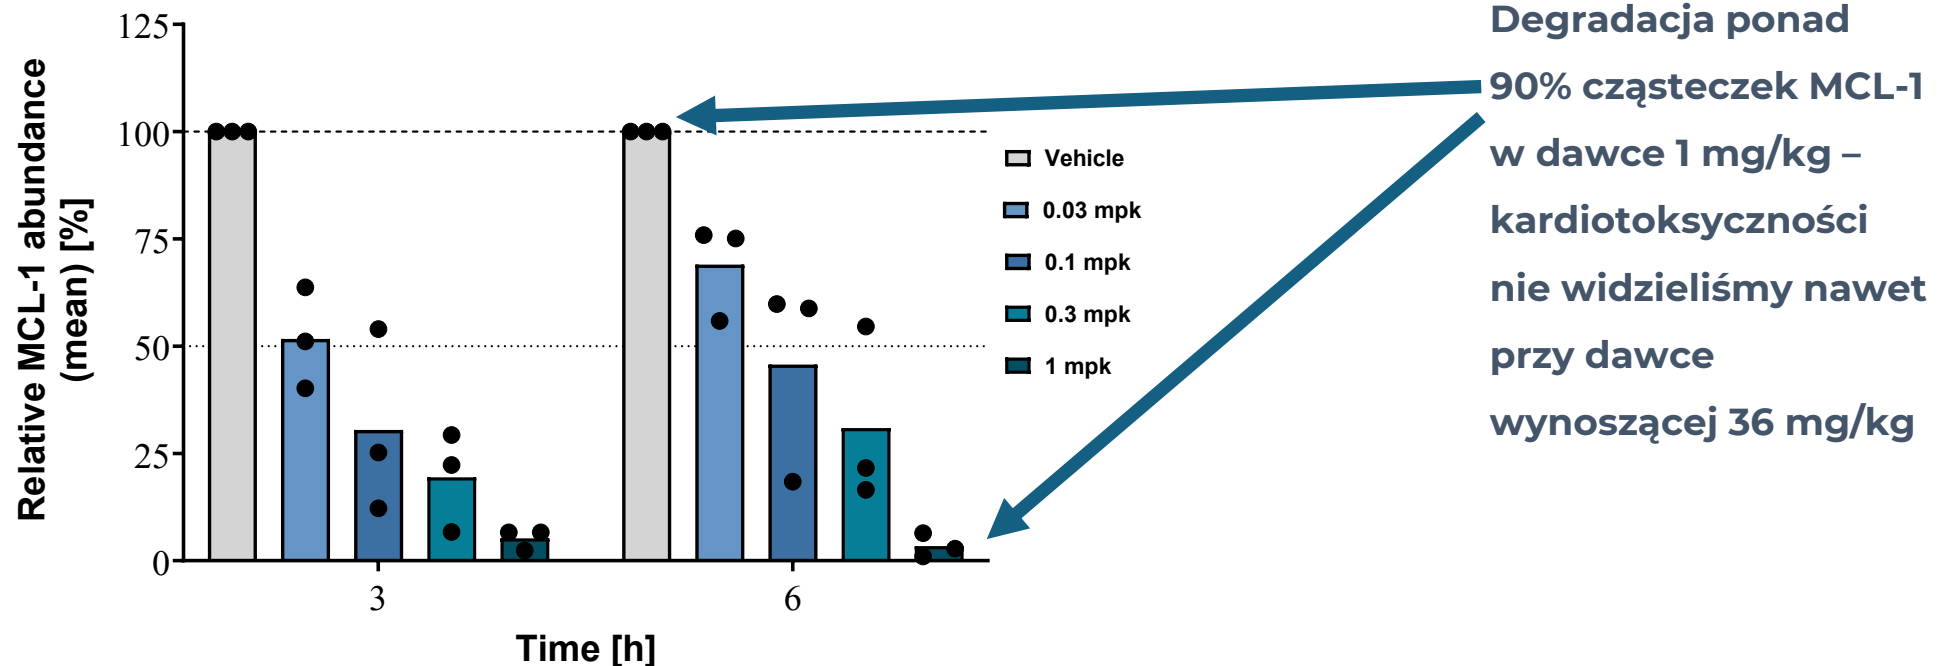 125
100
75
50
25
0
Relative MCL-1 abundance
(mean) [%]
3
6
Time [h]
Vehicle
0.03 mpk
0.1 mpk
0.3 mpk
1 mpk
Degradacja ponad
90% cząsteczek MCL-1
w dawce 1 mg/kg –
kardiotoksyczności
nie widzieliśmy nawet
przy dawce
wynoszącej 36 mg/kg